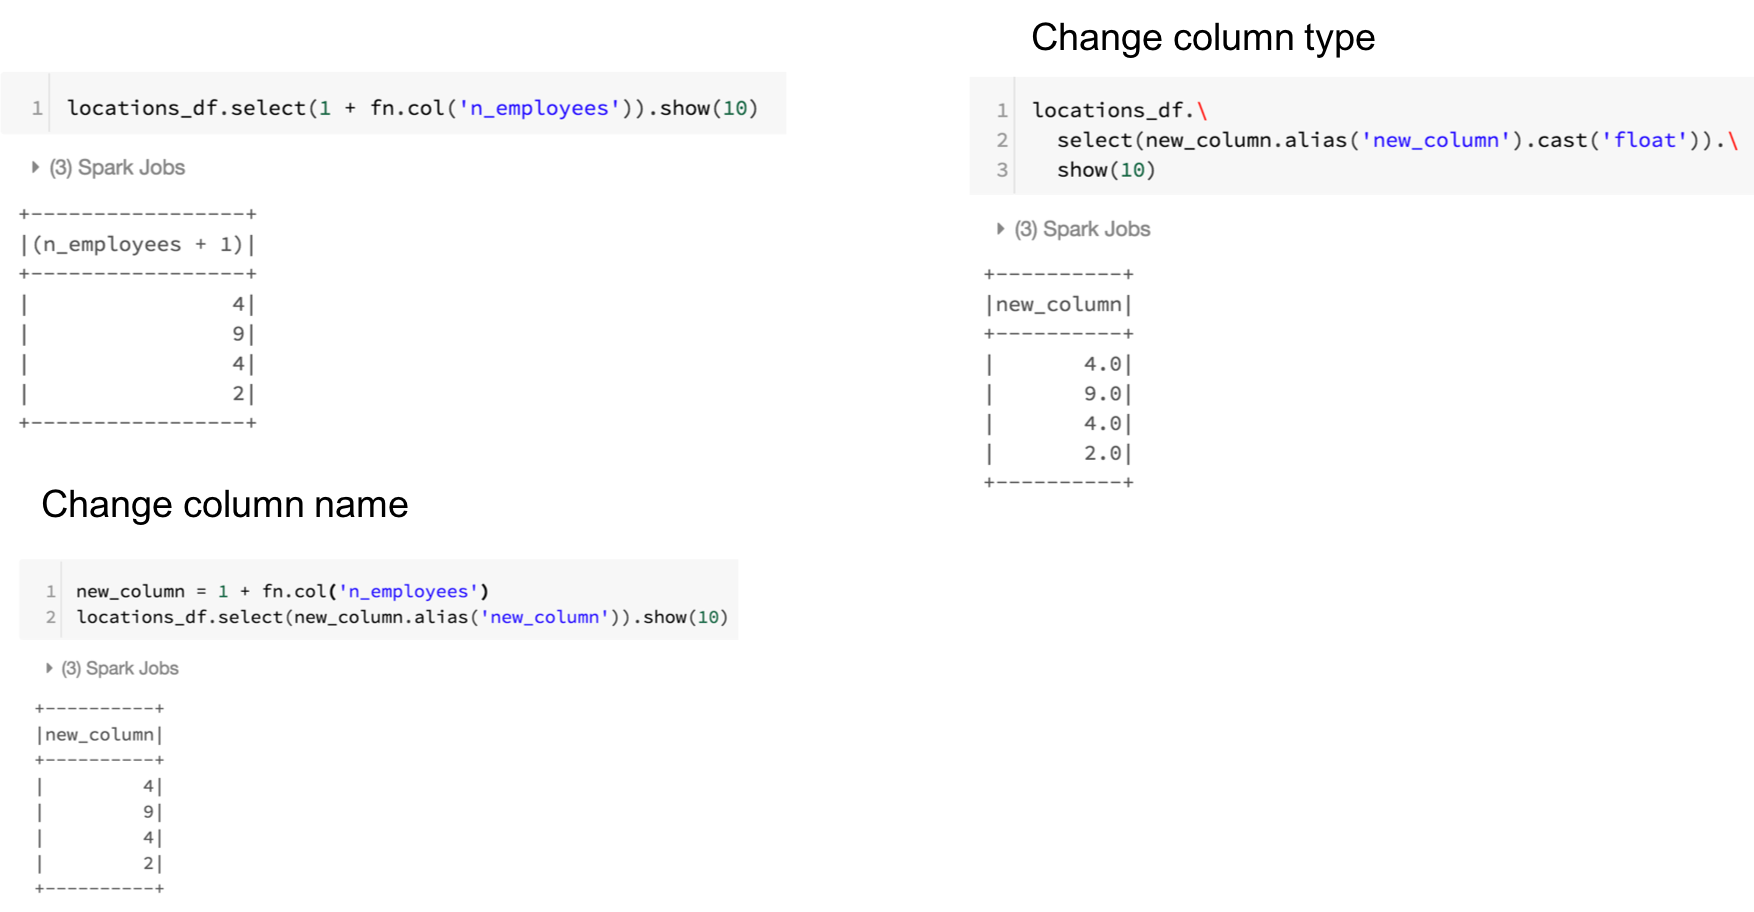 1 locations_df.select(1 + fn.col('n_employees')).show(10)
(3) Spark Jobs
+-----------------+
|(n_employees + 1)|
+-----------------+
|                4|
|                9|
|                4|
|                2|
+-----------------+
Change column name
1 new_column = 1 + fn.col('n_employees')
2 locations_df.select(new_column.alias('new_column')).show(10)
(3) Spark Jobs
+----------+
|new_column|
+----------+
|         4|
|         9|
|         4|
|         2|
+----------+
Change column type
1 locations_df.\
2   select(new_column.alias('new_column').cast('float')).\
3   show(10)
(3) Spark Jobs
+----------+
|new_column|
+----------+
|       4.0|
|       9.0|
|       4.0|
|       2.0|
+----------+